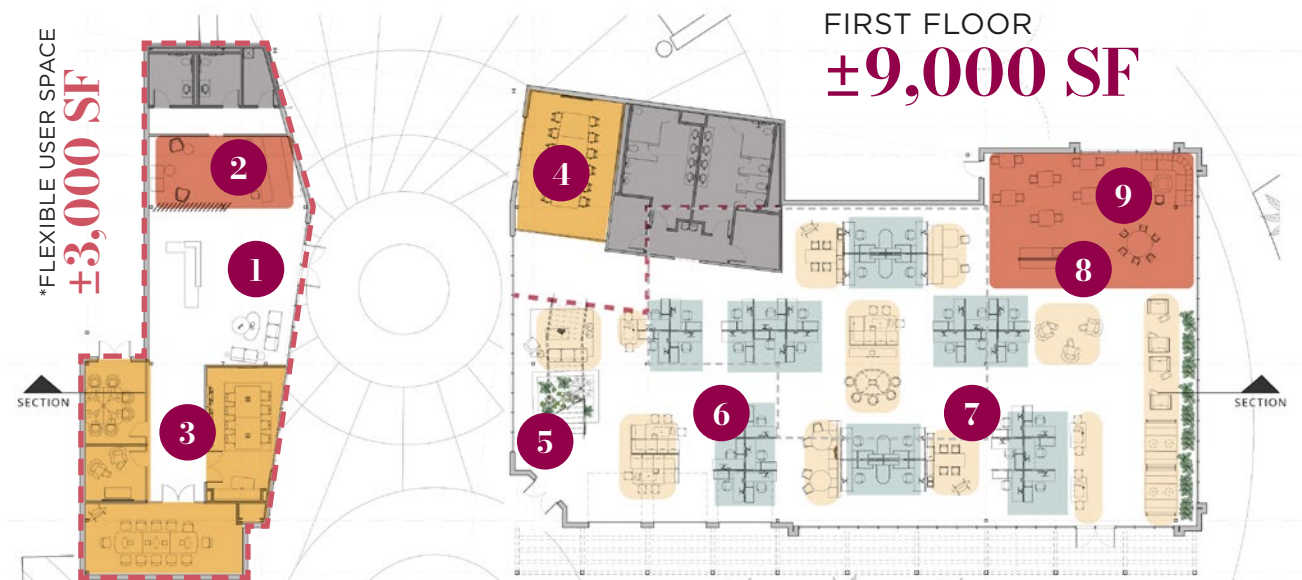 *FLEXIBLE USER SPACE
±3,000 SF
FIRST FLOOR
±9,000 SF
2
1
3
SECTION
4
5
6
7
8
9
SECTION